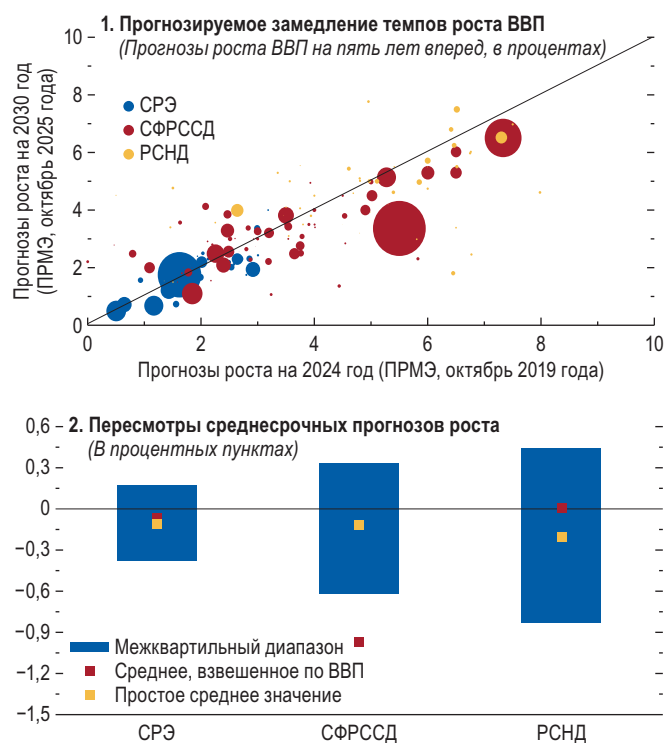 1. Прогнозируемое замедление темпов роста ВВП
(Прогнозы роста ВВП на пять лет вперед, в процентах)
Прогнозы роста на 2030 год
(ПРМЭ, октябрь 2025 года)
10
8
6
4
2
0
СРЭ
СФРССД
РСНД
0
2
4
6
8
10
Прогнозы роста на 2024 год (ПРМЭ, октябрь 2019 года)
2. Пересмотры среднесрочных прогнозов роста
(В процентных пунктах)
0,6
0,3
0
−0,3
−0,6
−0,9
−1,2
−1,5
Межквартильный диапазон
Среднее, взвешенное по ВВП
Простое среднее значение
СРЭ
СФРССД
РСНД